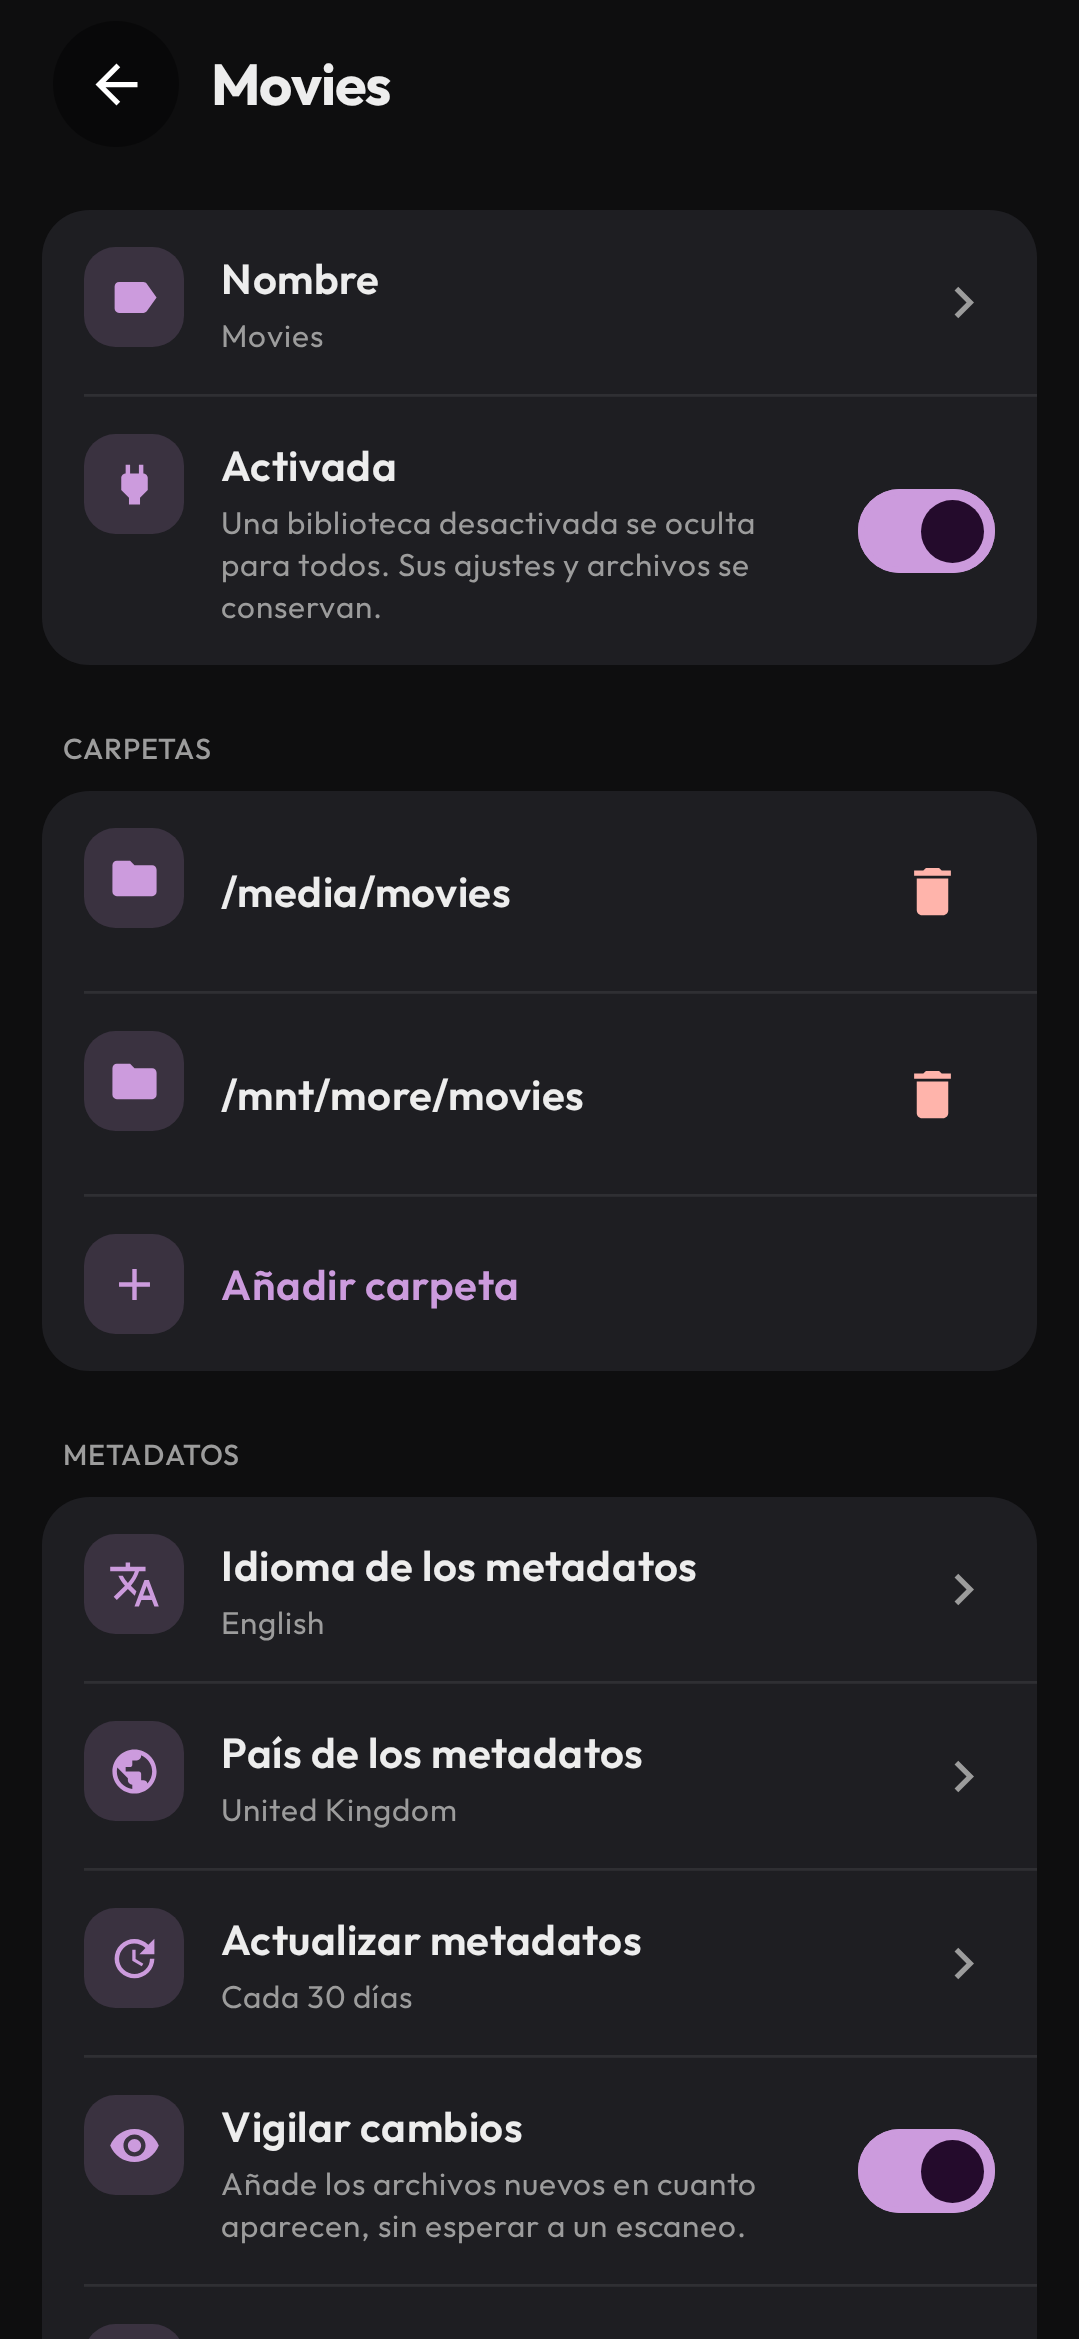 Movies
Nombre
Movies
Activada
Una biblioteca desactivada se oculta
para todos. Sus ajustes y archivos se
conservan.
CARPETAS
/media/movies
/mnt/more/movies
Añadir carpeta
METADATOS
Idioma de los metadatos
English
País de los metadatos
United Kingdom
Actualizar metadatos
Cada 30 días
Vigilar cambios
Añade los archivos nuevos en cuanto
aparecen, sin esperar a un escaneo.